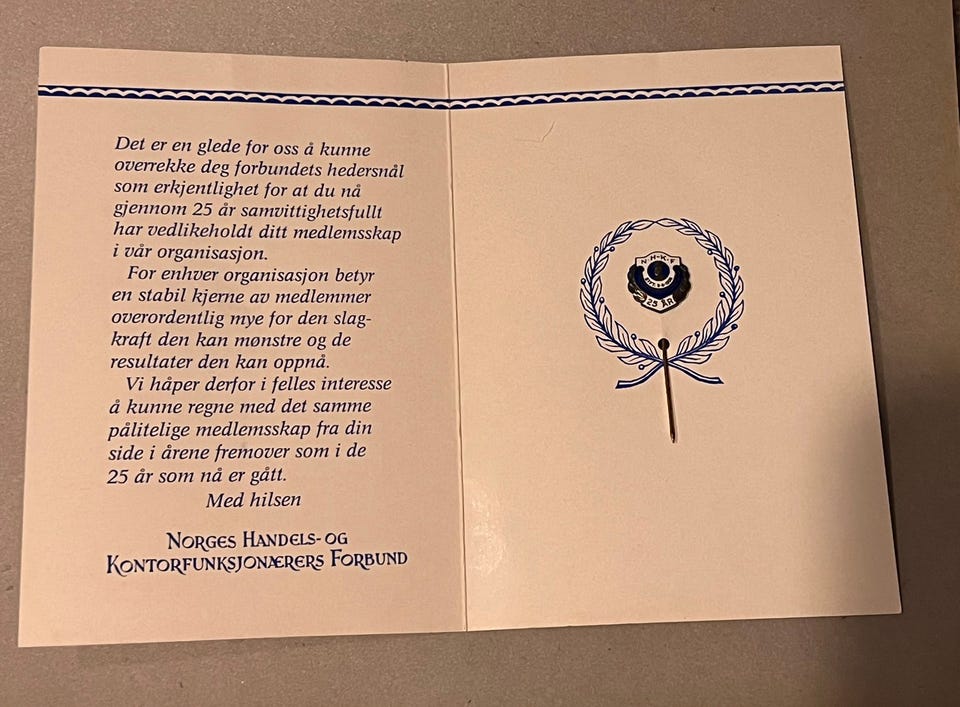 Det er en glede for oss å kunne
overrekke deg forbundets hedersnål
som erkjentlighet for at du nå
gjennom 25 år samvittighetsfullt
har vedlikeholdt ditt medlemsskap
i vår organisasjon.
For enhver organisasjon betyr
en stabil kjerne av medlemmer
overordentlig mye for den slag-
kraft den kan mønstre og de
resultater den kan oppnå.
Vi håper derfor i felles interesse
å kunne regne med det samme
pålitelige medlemsskap fra din
side i årene fremover som i de
25 år som nå er gått.
Med hilsen
NORGES HANDELS- OG
KONTORFUNKSJONÆRERS FORBUND
N·H·K·F
25 ÅR